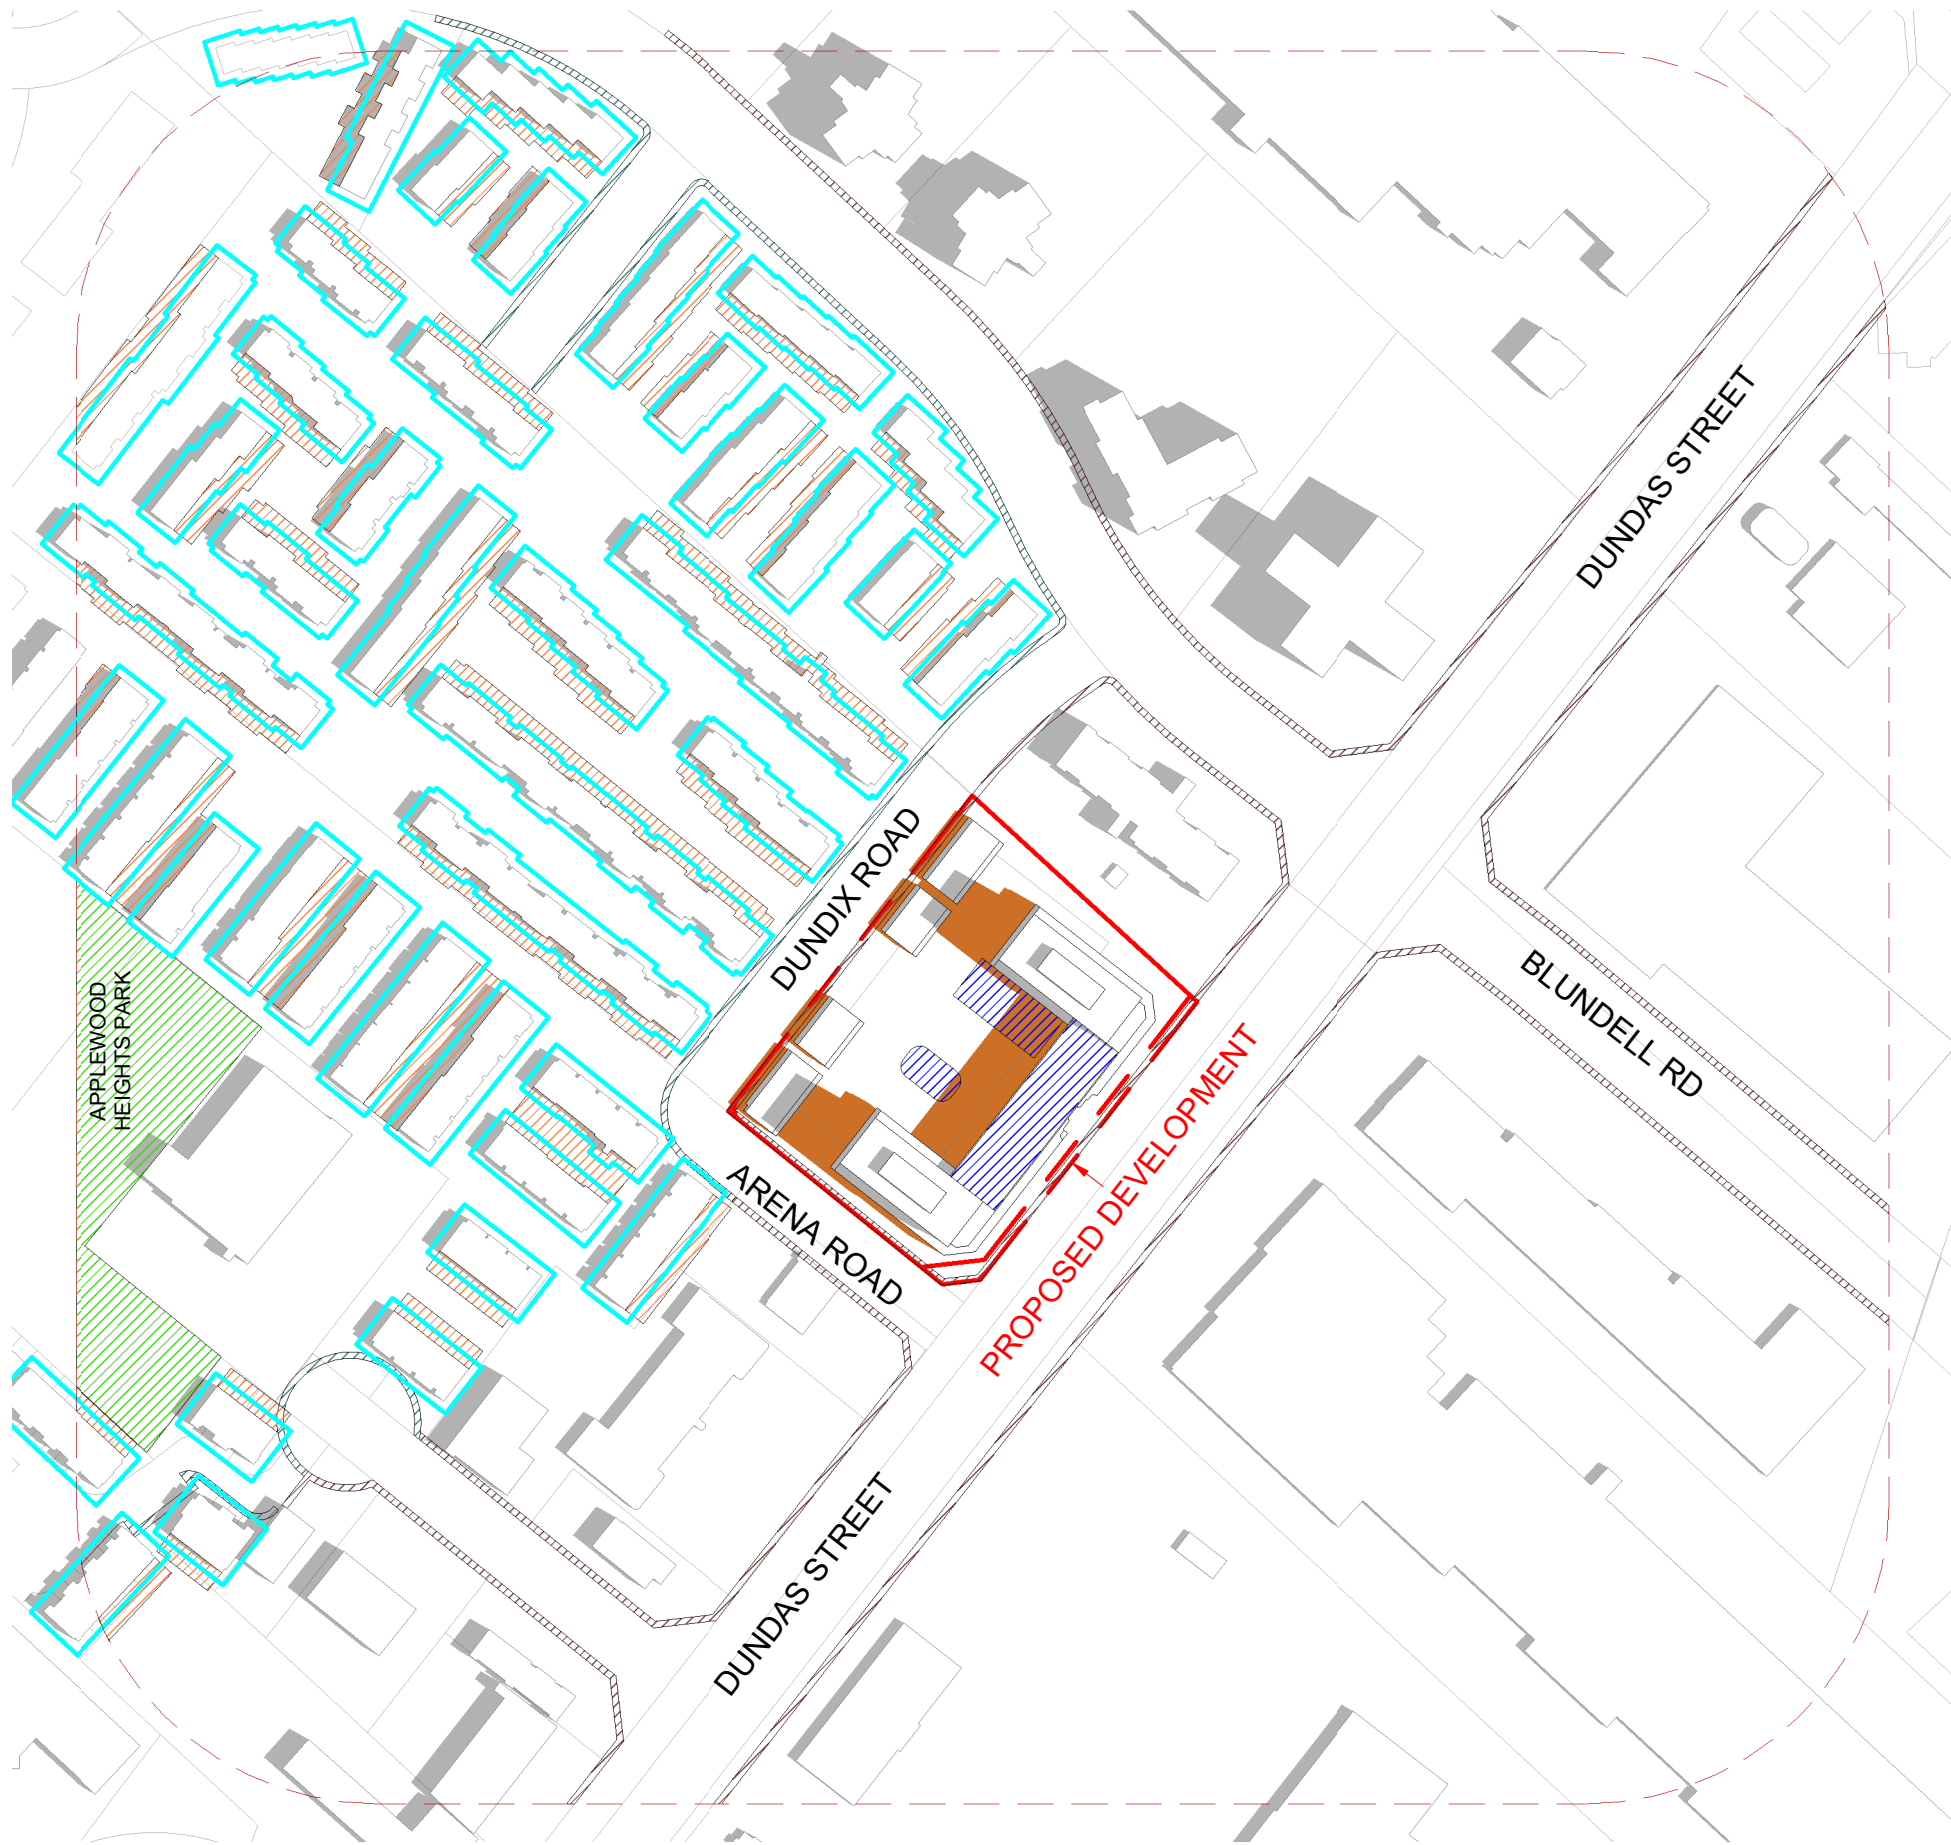 DUNDAS STREET
DUNDIX ROAD
BLUNDELL RD
APPLEWOOD
HEIGHTS PARK
PROPOSED DEVELOPMENT
ARENA ROAD
DUNDAS STREET